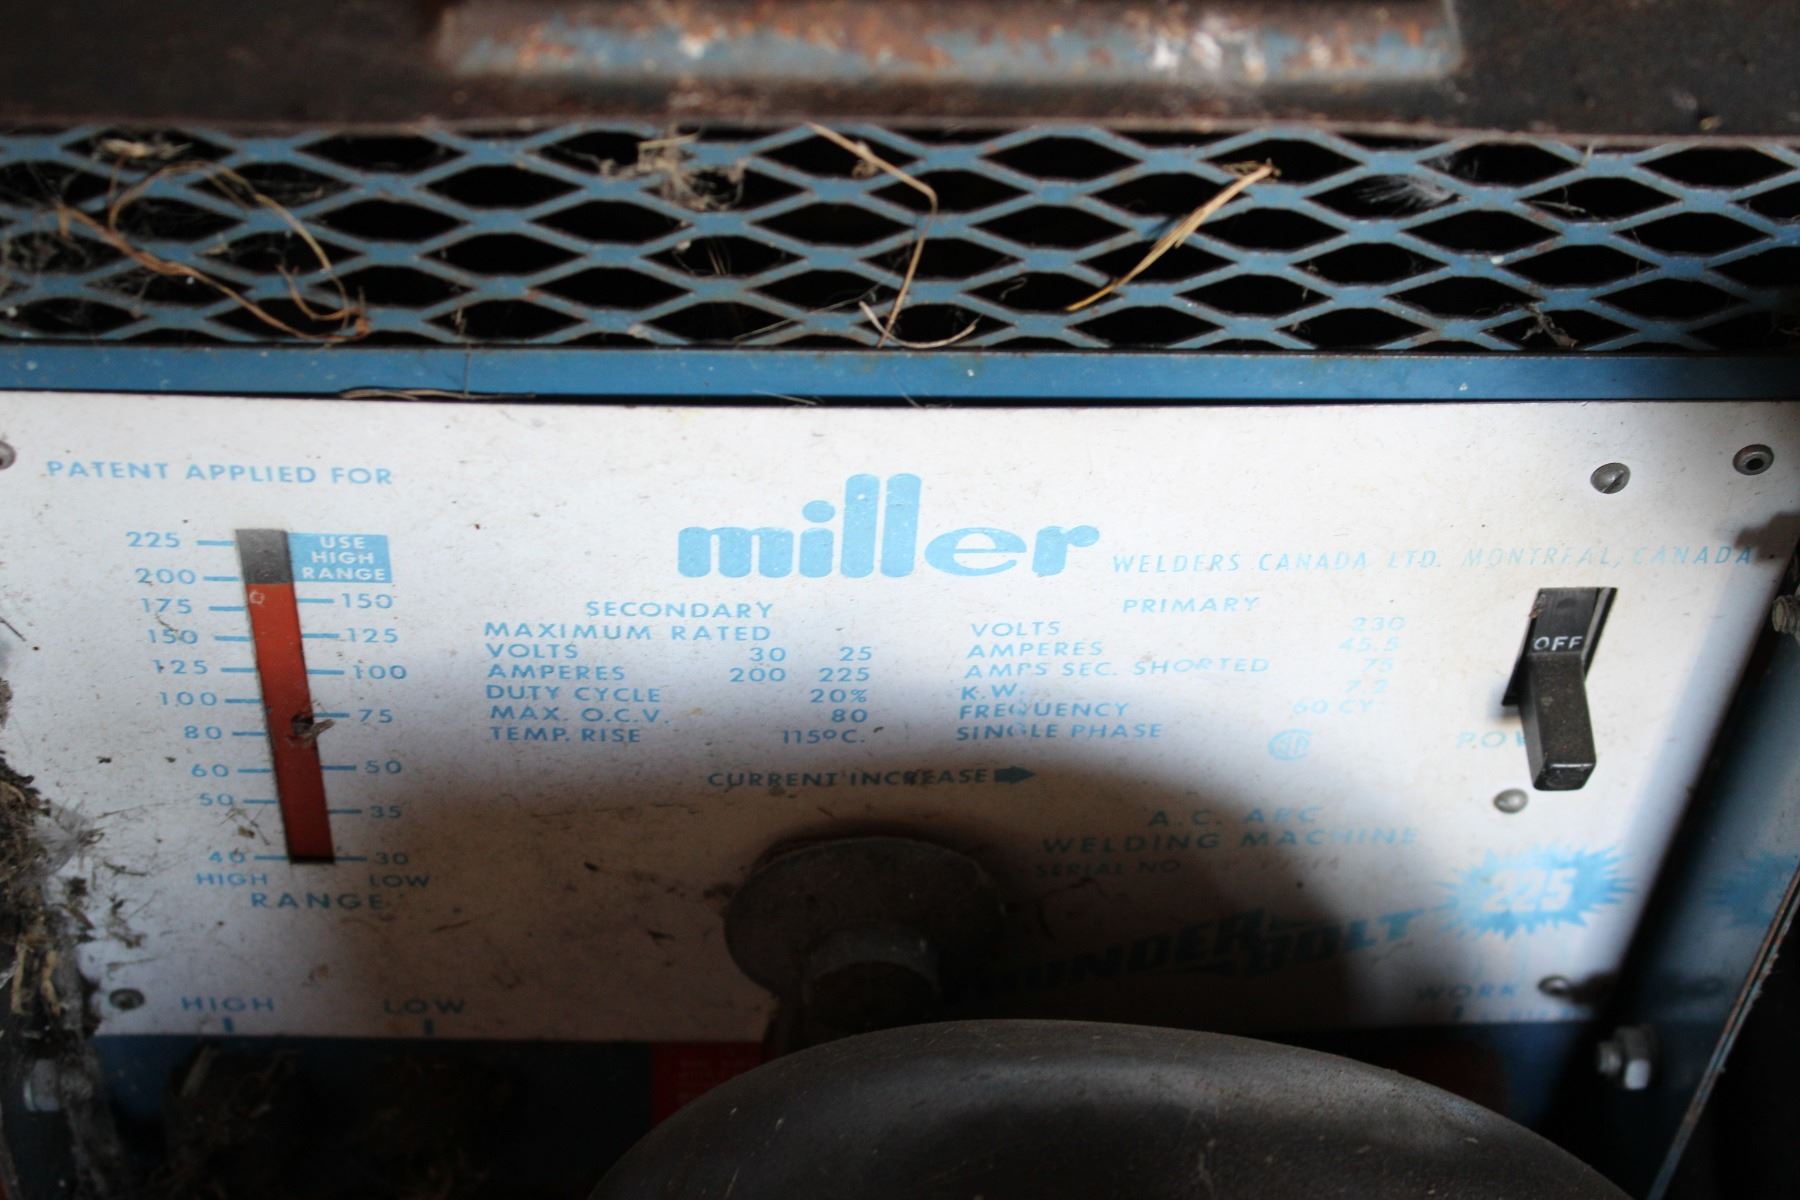 PATENT APPLIED FOR
miller WELDERS CANADA LTD. MONTREAL, CANADA
225 USE HIGH RANGE
200
175 150
150 125
125 100
100 75
80
60 50
50 35
40 30
HIGH LOW
RANGE
HIGH LOW
SECONDARY
MAXIMUM RATED
VOLTS 30 25
AMPERES 200 225
DUTY CYCLE 20%
MAX. O.C.V. 80
TEMP. RISE 115°C.
PRIMARY
VOLTS 230
AMPERES 45.5
AMPS SEC. SHORTED 75
K.W. 7.2
FREQUENCY 60 CY
SINGLE PHASE
CURRENT INCREASE
OFF
A.C. ARC
WELDING MACHINE
SERIAL NO
THUNDERBOLT 225
WORK